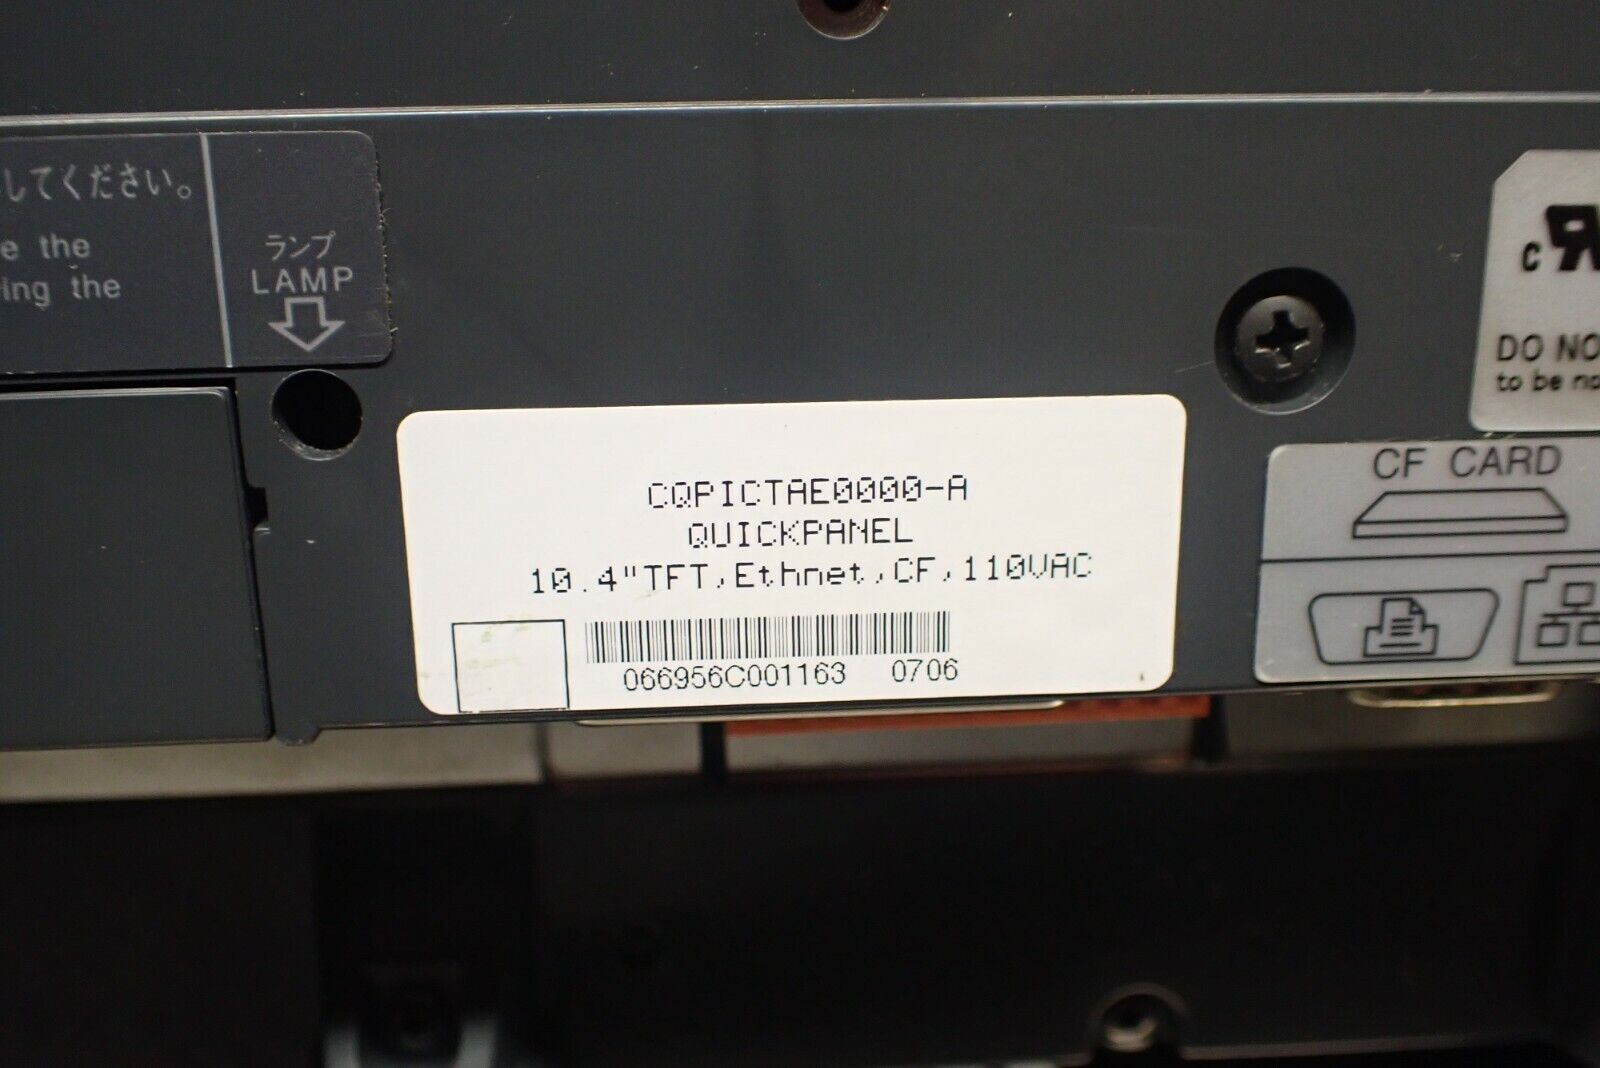 してください。
e the
ing the
ランプ
LAMP
CQPICTAE0000-A
QUICKPANEL
10.4"TFT,Ethnet,CF,110VAC
066956C001163 0706
c
DO NO
to be no
CF CARD